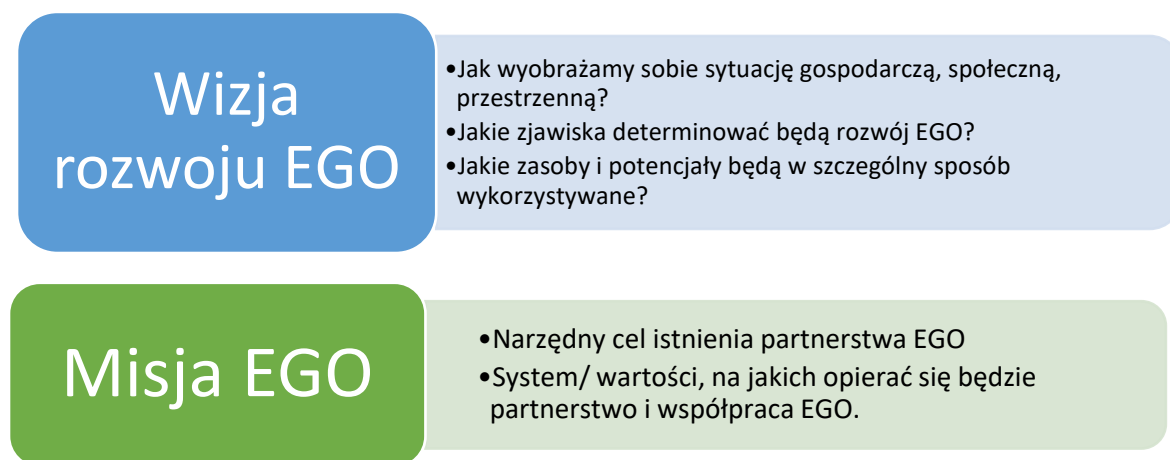 Wizja
rozwoju EGO
•Jak wyobrażamy sobie sytuację gospodarczą, społeczną,
przestrzenną?
•Jakie zjawiska determinować będą rozwój EGO?
•Jakie zasoby i potencjały będą w szczególny sposób
wykorzystywane?
Misja EGO
•Narzędny cel istnienia partnerstwa EGO
•System/ wartości, na jakich opierać się będzie
partnerstwo i współpraca EGO.